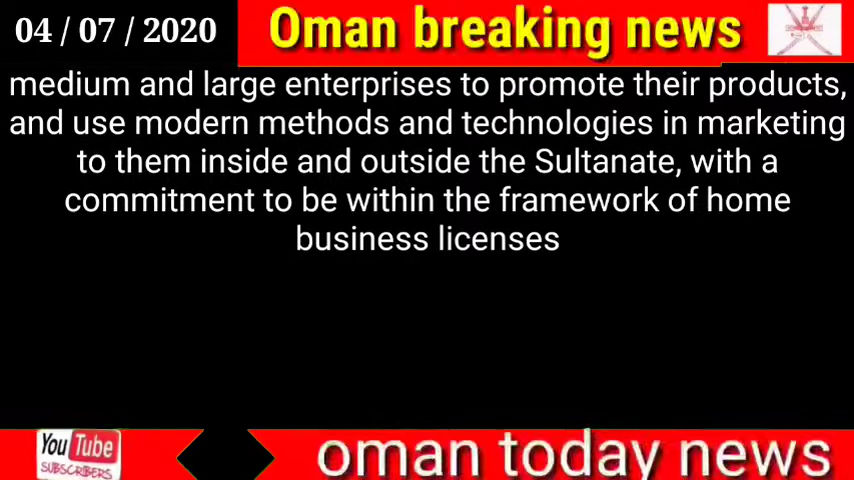 04 / 07 / 2020
Oman breaking news
medium and large enterprises to promote their products,
and use modern methods and technologies in marketing
to them inside and outside the Sultanate, with a
commitment to be within the framework of home
business licenses
You Tube
SUBSCRIBERS
oman today news